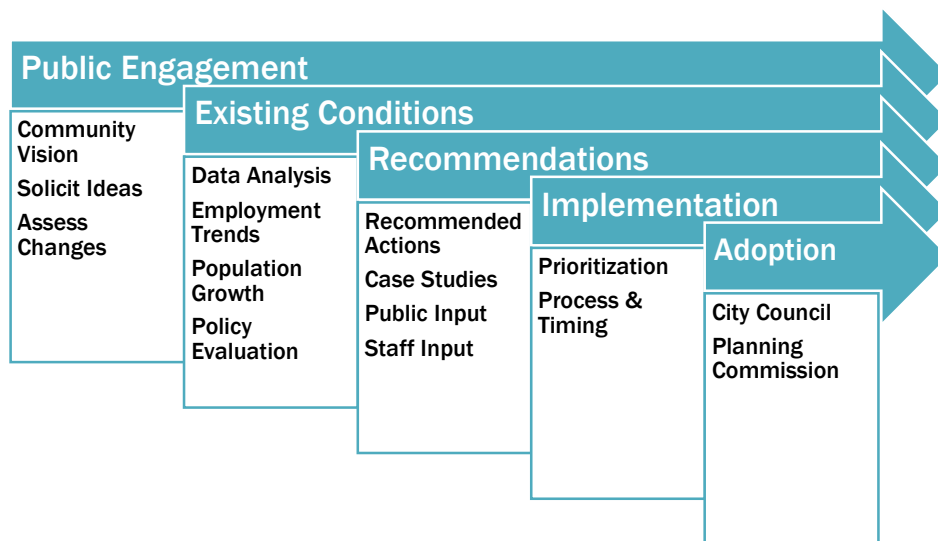 Public Engagement
Community
Vision
Solicit Ideas
Assess
Changes
Existing Conditions
Data Analysis
Employment
Trends
Population
Growth
Policy
Evaluation
Recommendations
Recommended
Actions
Case Studies
Public Input
Staff Input
Implementation
Prioritization
Process &
Timing
Adoption
City Council
Planning
Commission